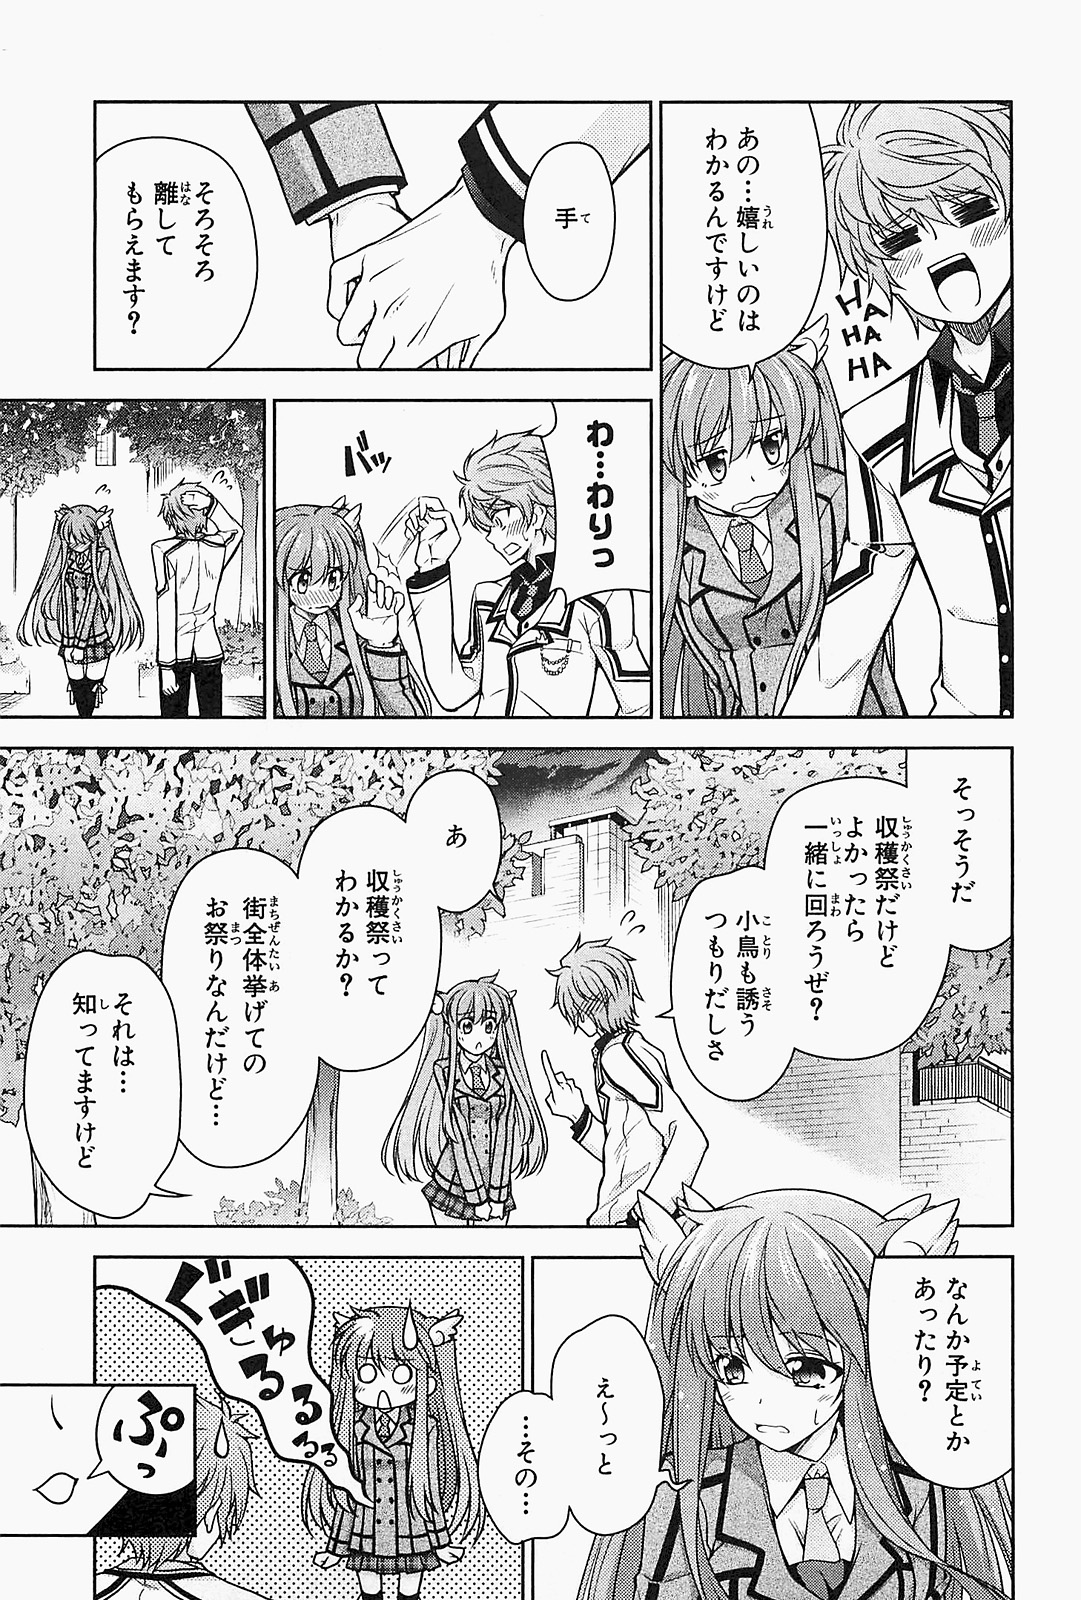 あの…嬉しいのは
わかるんですけど
HA
HA
HA
手
そろそろ
離して
もらえます?
わ…わりっ
バッ
そっそうだ
収穫祭だけど
よかったら
一緒に回ろうぜ?
小鳥も誘う
つもりだしさ
あ
収穫祭って
わかるか?
街全体挙げての
お祭りなんだけど…
それは…
知ってますけど
なんか予定とか
あったり?
え〜っと
…その…
ぐぎゅるるるる
ぷっ